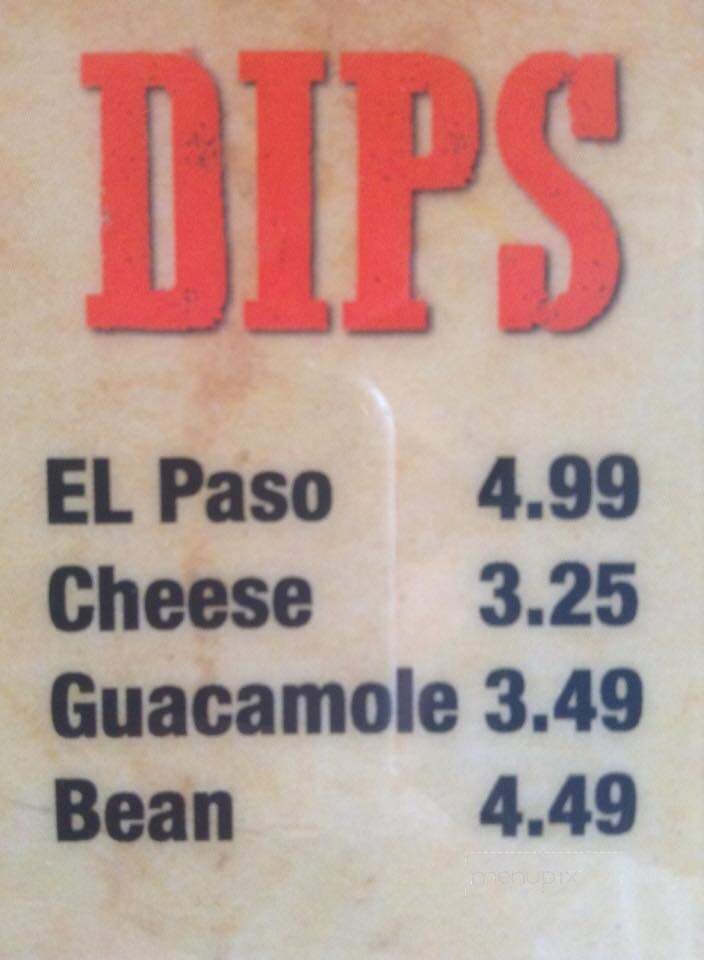 DIPS
EL Paso 4.99
Cheese 3.25
Guacamole 3.49
Bean 4.49
menupix